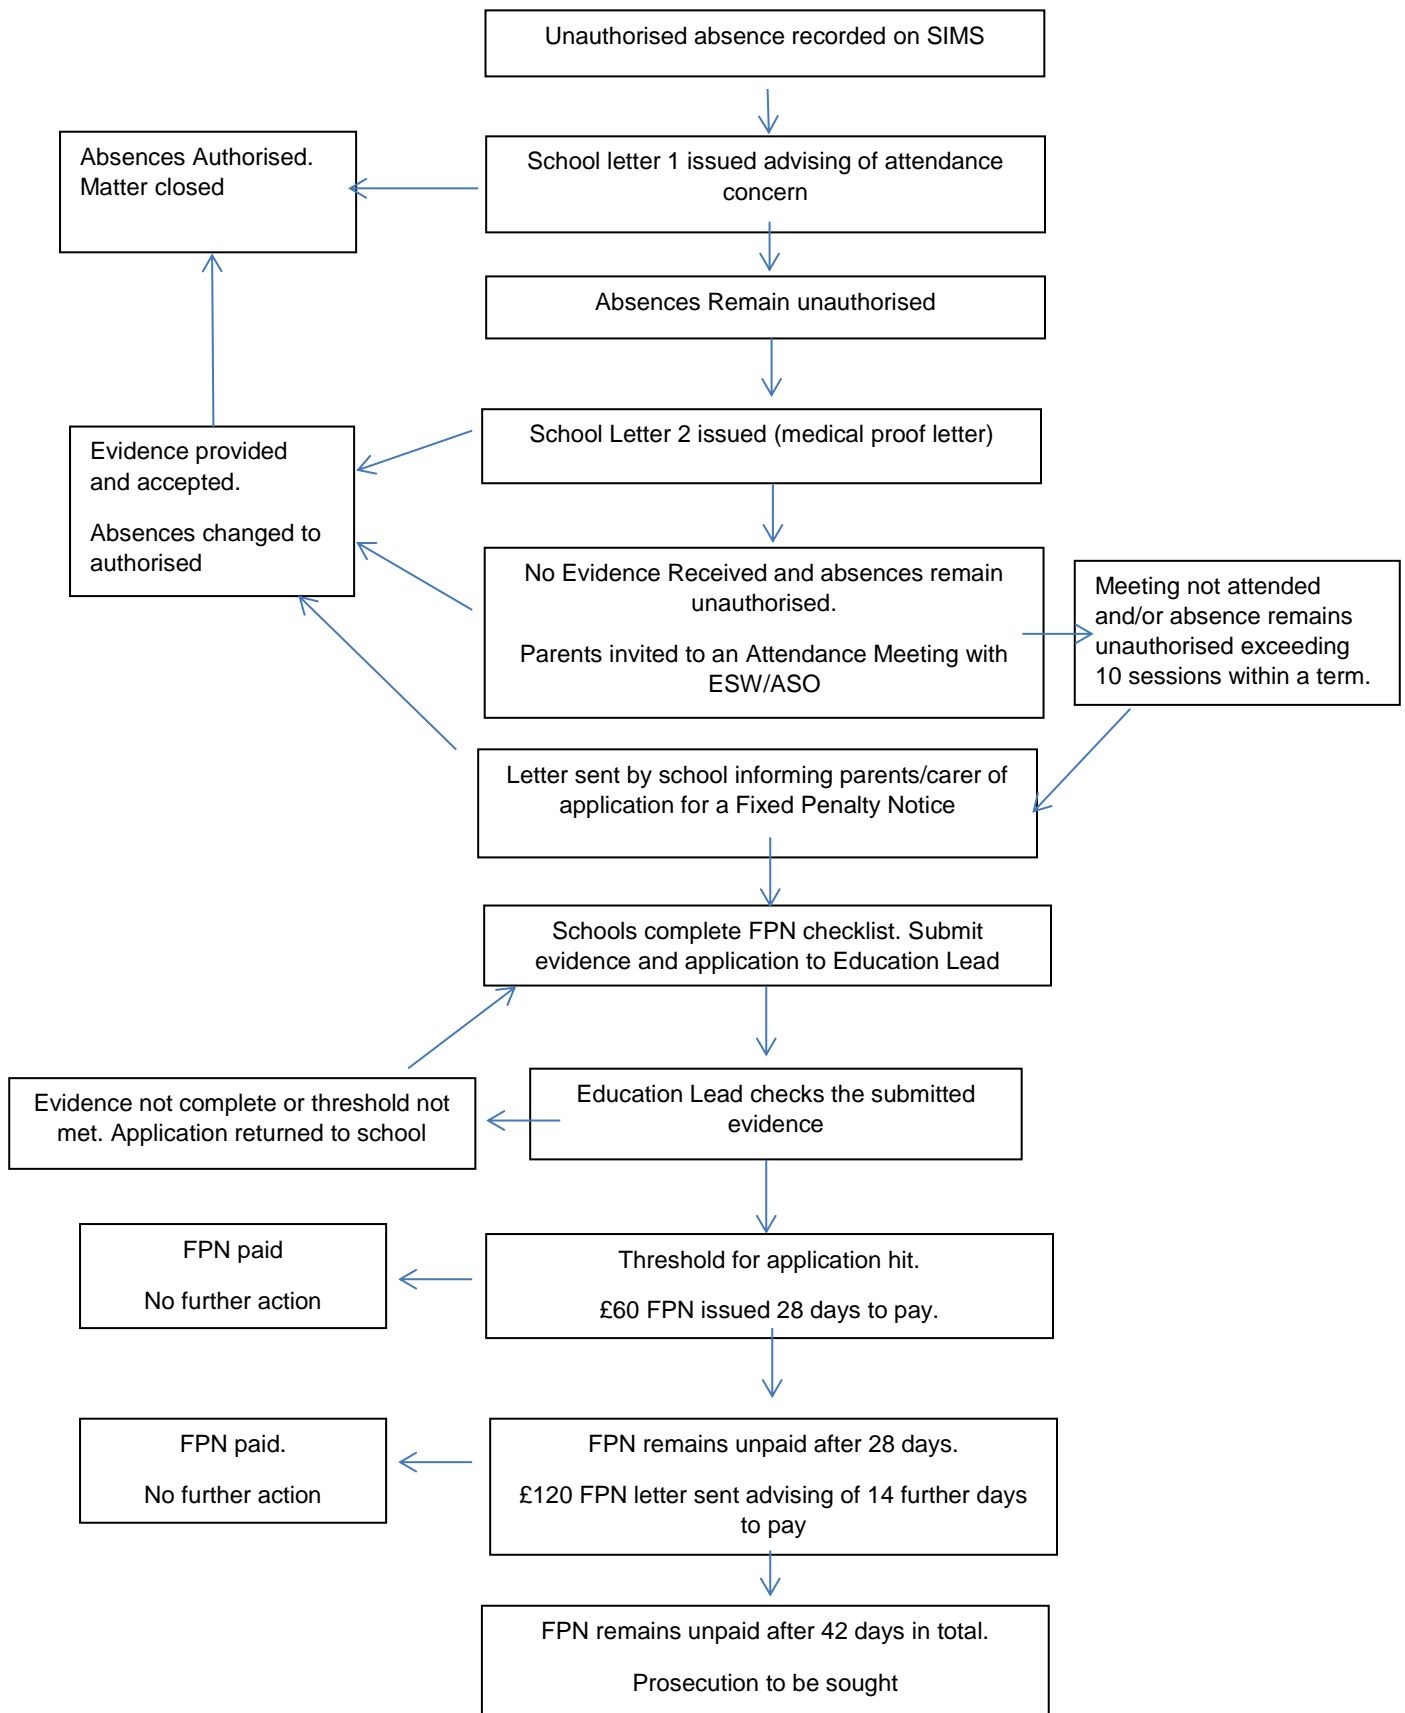 Unauthorised absence recorded on SIMS
Absences Authorised.
Matter closed
School letter 1 issued advising of attendance
concern
Absences Remain unauthorised
School Letter 2 issued (medical proof letter)
Evidence provided
and accepted.
Absences changed to
authorised
No Evidence Received and absences remain
unauthorised.
Parents invited to an Attendance Meeting with
ESW/ASO
Meeting not attended
and/or absence remains
unauthorised exceeding
10 sessions within a term.
Letter sent by school informing parents/carer of
application for a Fixed Penalty Notice
Schools complete FPN checklist. Submit
evidence and application to Education Lead
Education Lead checks the submitted
evidence
Evidence not complete or threshold not
met. Application returned to school
Threshold for application hit.
£60 FPN issued 28 days to pay.
FPN paid
No further action
FPN remains unpaid after 28 days.
£120 FPN letter sent advising of 14 further days
to pay
FPN paid.
No further action
FPN remains unpaid after 42 days in total.
Prosecution to be sought